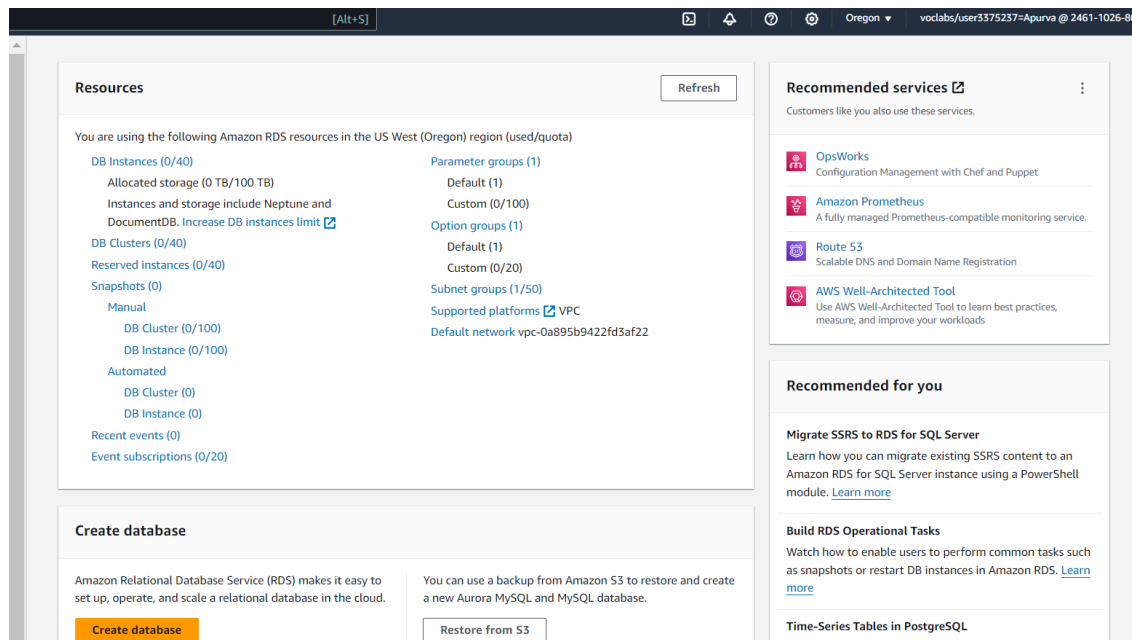 [Alt+S]
Oregon ▼
voclabs/user3375237=Apurva @ 2461-1026-8
Resources
Refresh
You are using the following Amazon RDS resources in the US West (Oregon) region (used/quota)
DB Instances (0/40)
Allocated storage (0 TB/100 TB)
Instances and storage include Neptune and
DocumentDB. Increase DB instances limit
DB Clusters (0/40)
Reserved instances (0/40)
Snapshots (0)
Manual
DB Cluster (0/100)
DB Instance (0/100)
Automated
DB Cluster (0)
DB Instance (0)
Recent events (0)
Event subscriptions (0/20)
Parameter groups (1)
Default (1)
Custom (0/100)
Option groups (1)
Default (1)
Custom (0/20)
Subnet groups (1/50)
Supported platforms VPC
Default network vpc-0a895b9422fd3af22
Create database
Amazon Relational Database Service (RDS) makes it easy to
set up, operate, and scale a relational database in the cloud.
Create database
You can use a backup from Amazon S3 to restore and create
a new Aurora MySQL and MySQL database.
Restore from S3
Recommended services
Customers like you also use these services.
OpsWorks
Configuration Management with Chef and Puppet
Amazon Prometheus
A fully managed Prometheus-compatible monitoring service.
Route 53
Scalable DNS and Domain Name Registration
AWS Well-Architected Tool
Use AWS Well-Architected Tool to learn best practices,
measure, and improve your workloads
Recommended for you
Migrate SSRS to RDS for SQL Server
Learn how you can migrate existing SSRS content to an
Amazon RDS for SQL Server instance using a PowerShell
module. Learn more
Build RDS Operational Tasks
Watch how to enable users to perform common tasks such
as snapshots or restart DB instances in Amazon RDS. Learn
more
Time-Series Tables in PostgreSQL